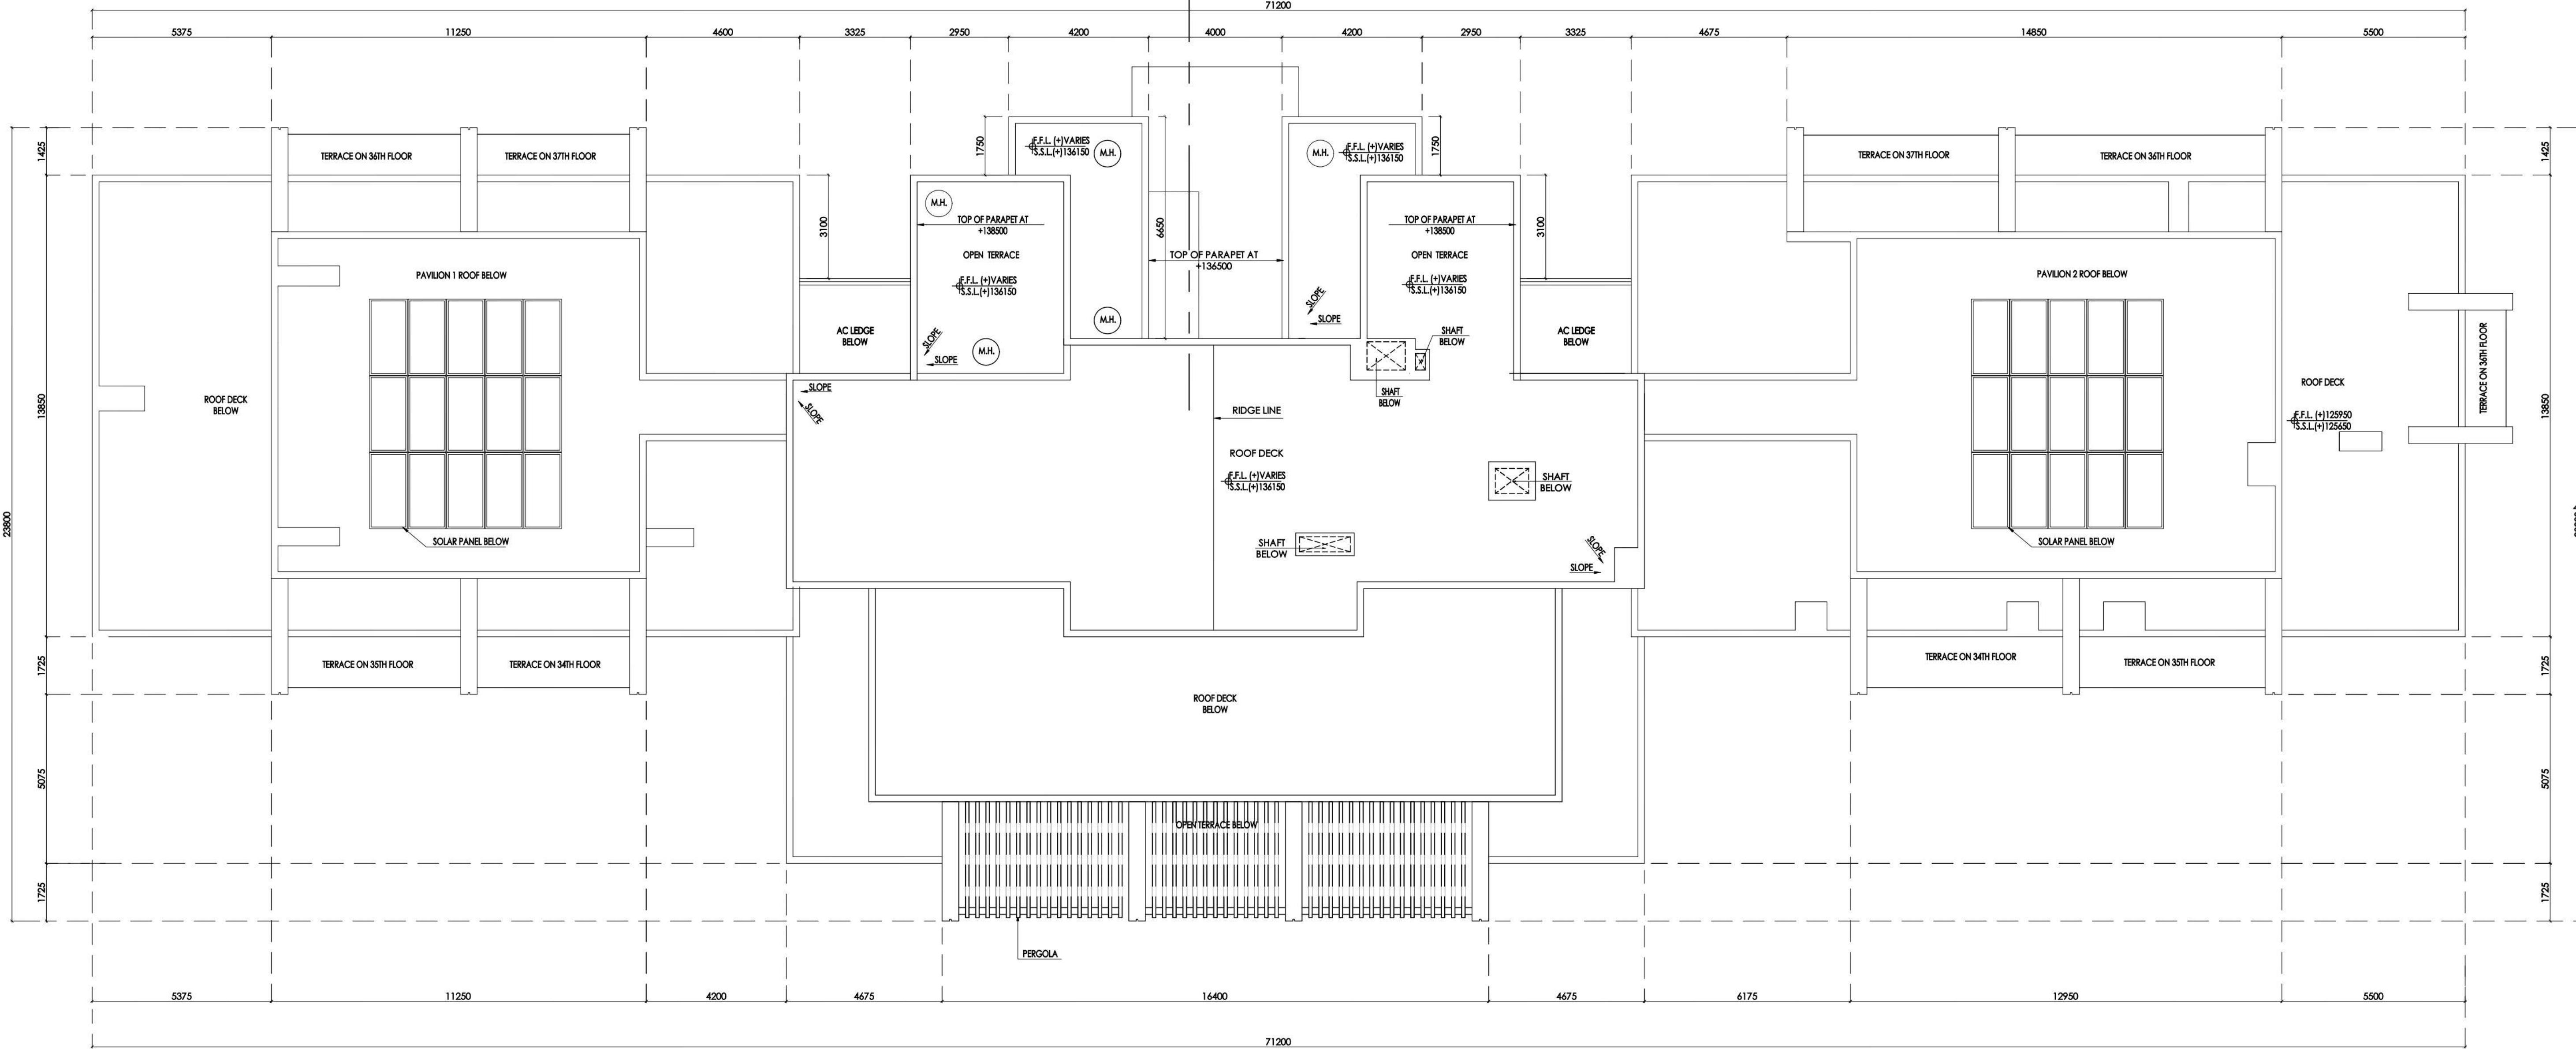 71200
5375
11250
4600
3325
2950
4200
4000
4200
2950
3325
4675
14850
5500
1425
TERRACE ON 36TH FLOOR
TERRACE ON 37TH FLOOR
1750
F.F.L. (+)VARIES
S.S.L.(+)136150
M.H.
M.H.
F.F.L. (+)VARIES
S.S.L.(+)136150
1750
TERRACE ON 37TH FLOOR
TERRACE ON 36TH FLOOR
1425
M.H.
3100
TOP OF PARAPET AT
+138500
6650
TOP OF PARAPET AT
+138500
3100
OPEN TERRACE
TOP OF PARAPET AT
+136500
OPEN TERRACE
PAVILION 1 ROOF BELOW
PAVILION 2 ROOF BELOW
F.F.L. (+)VARIES
S.S.L.(+)136150
F.F.L. (+)VARIES
S.S.L.(+)136150
SLOPE
SLOPE
M.H.
AC LEDGE
BELOW
SLOPE
SLOPE
M.H.
SHAFT
BELOW
AC LEDGE
BELOW
TERRACE ON 36TH FLOOR
SLOPE
SLOPE
SHAFT
BELOW
ROOF DECK
13850
ROOF DECK
BELOW
RIDGE LINE
F.F.L. (+)125950
S.S.L.(+)125650
13850
ROOF DECK
F.F.L. (+)VARIES
S.S.L.(+)136150
SHAFT
BELOW
23800
SOLAR PANEL BELOW
SHAFT
BELOW
SLOPE
SLOPE
SOLAR PANEL BELOW
1725
TERRACE ON 35TH FLOOR
TERRACE ON 34TH FLOOR
TERRACE ON 34TH FLOOR
TERRACE ON 35TH FLOOR
1725
ROOF DECK
BELOW
5075
5075
OPEN TERRACE BELOW
1725
1725
PERGOLA
5375
11250
4200
4675
16400
4675
6175
12950
5500
71200